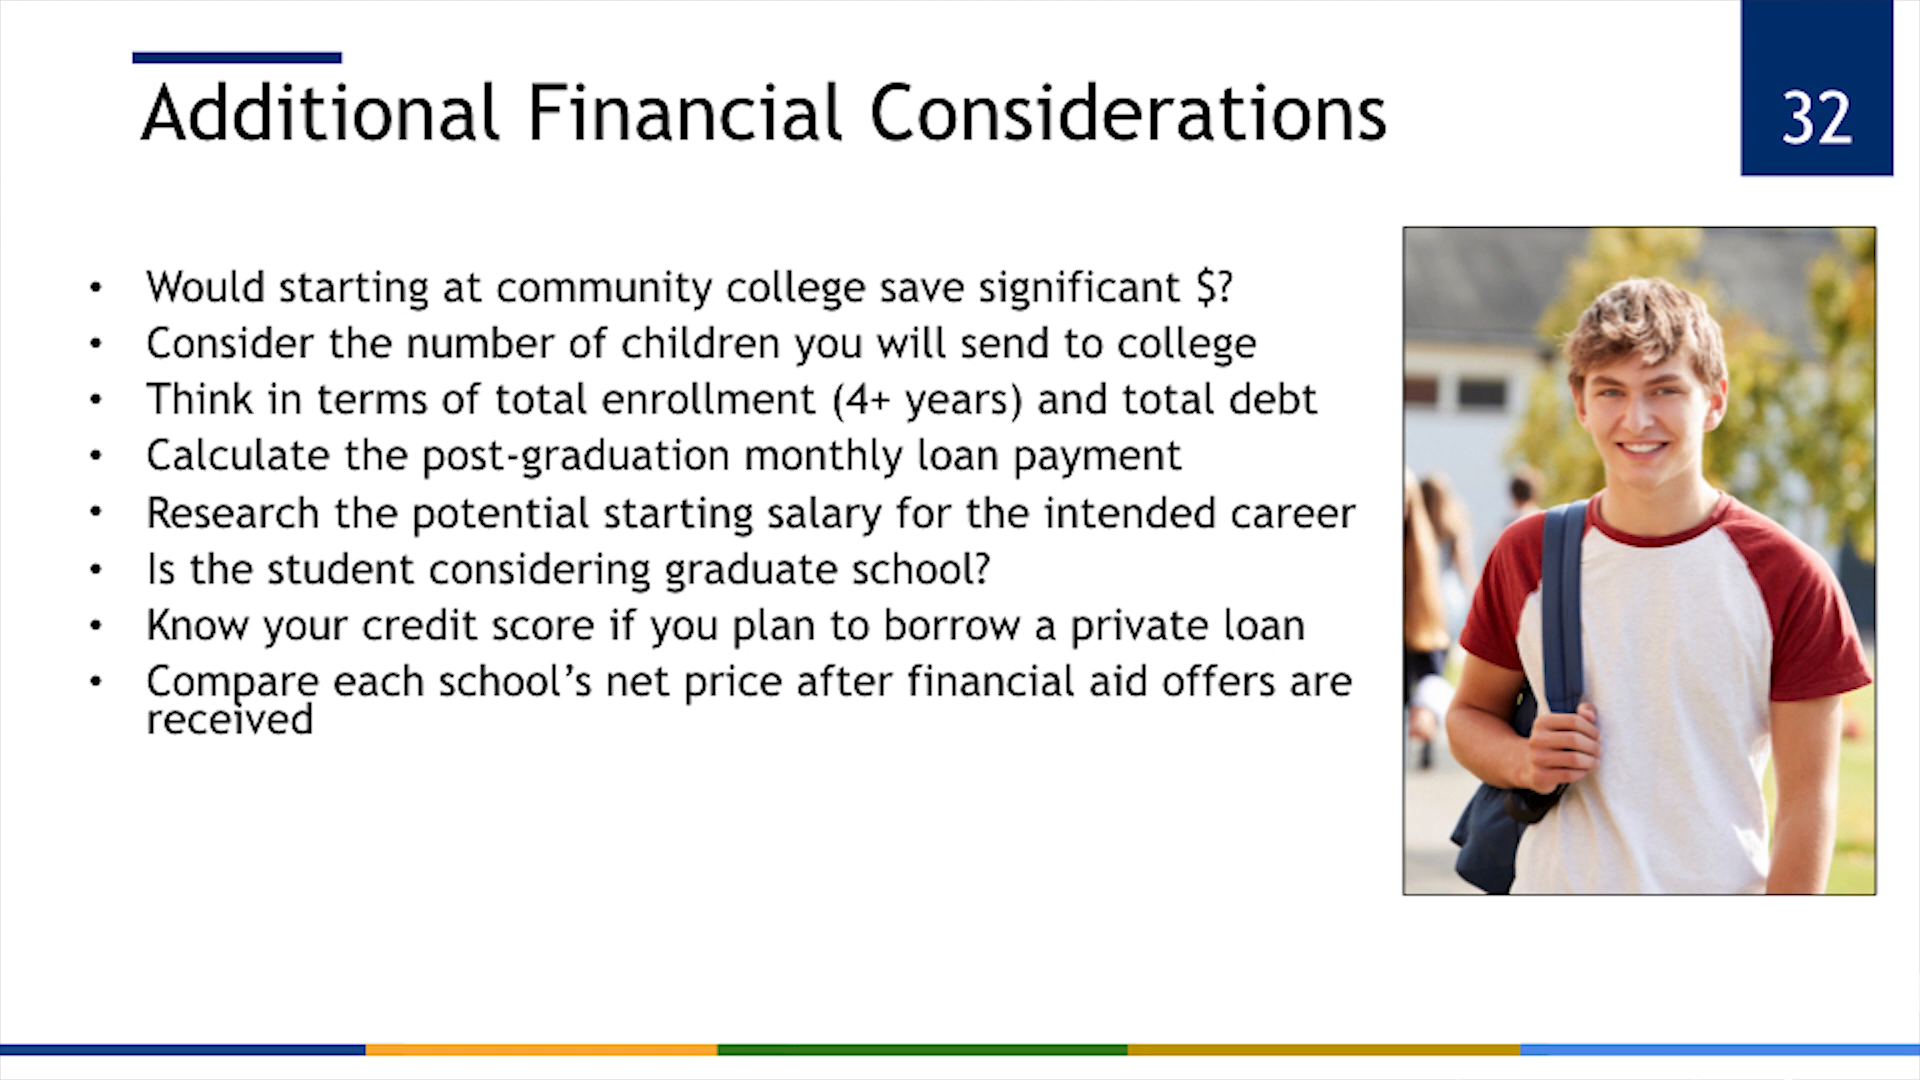 Additional Financial Considerations
32
• Would starting at community college save significant $?
• Consider the number of children you will send to college
• Think in terms of total enrollment (4+ years) and total debt
• Calculate the post-graduation monthly loan payment
• Research the potential starting salary for the intended career
• Is the student considering graduate school?
• Know your credit score if you plan to borrow a private loan
• Compare each school’s net price after financial aid offers are
received